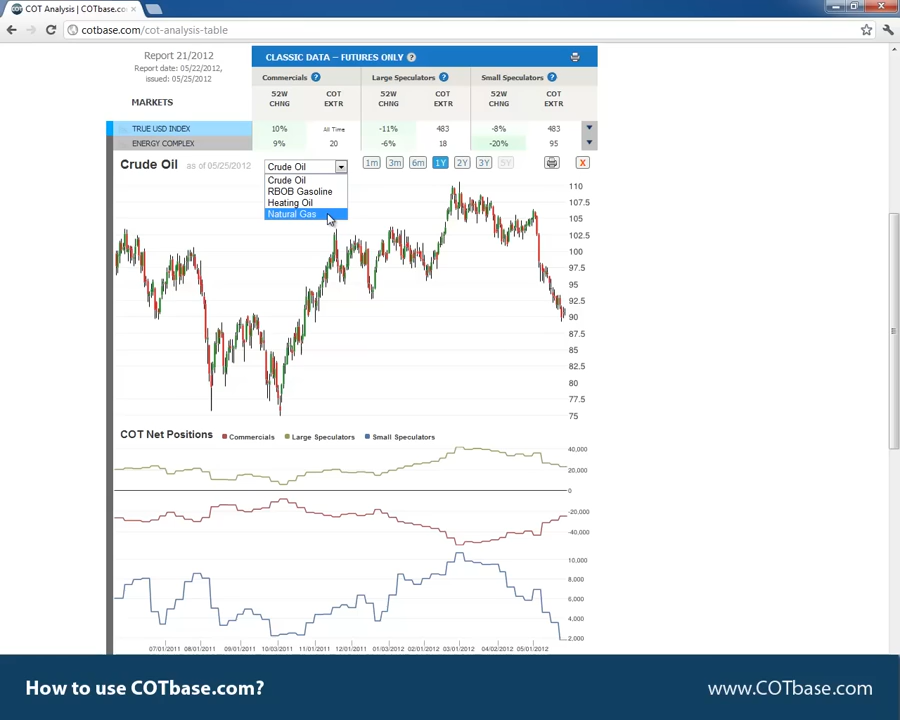 COT Analysis | COTbase.com
cotbase.com/cot-analysis-table
Report 21/2012
Report date: 05/22/2012,
issued: 05/25/2012
MARKETS
CLASSIC DATA – FUTURES ONLY ?
Commercials ? Large Speculators ? Small Speculators ?
52W CHNG COT EXTR 52W CHNG COT EXTR 52W CHNG COT EXTR
TRUE USD INDEX 10% All Time -11% 483 -8% 483
ENERGY COMPLEX 9% 20 -6% 18 -20% 95
Crude Oil as of 05/25/2012 Crude Oil 1m 3m 6m 1Y 2Y 3Y 5Y X
Crude Oil
RBOB Gasoline
Heating Oil
Natural Gas
110
107.5
105
102.5
100
97.5
95
92.5
90
87.5
85
82.5
80
77.5
75
COT Net Positions Commercials Large Speculators Small Speculators
40,000
20,000
0
-20,000
-40,000
10,000
8,000
6,000
4,000
2,000
07/01/2011 08/01/2011 09/01/2011 10/03/2011 11/01/2011 12/01/2011 01/03/2012 02/01/2012 03/01/2012 04/02/2012 05/01/2012
How to use COTbase.com? www.COTbase.com